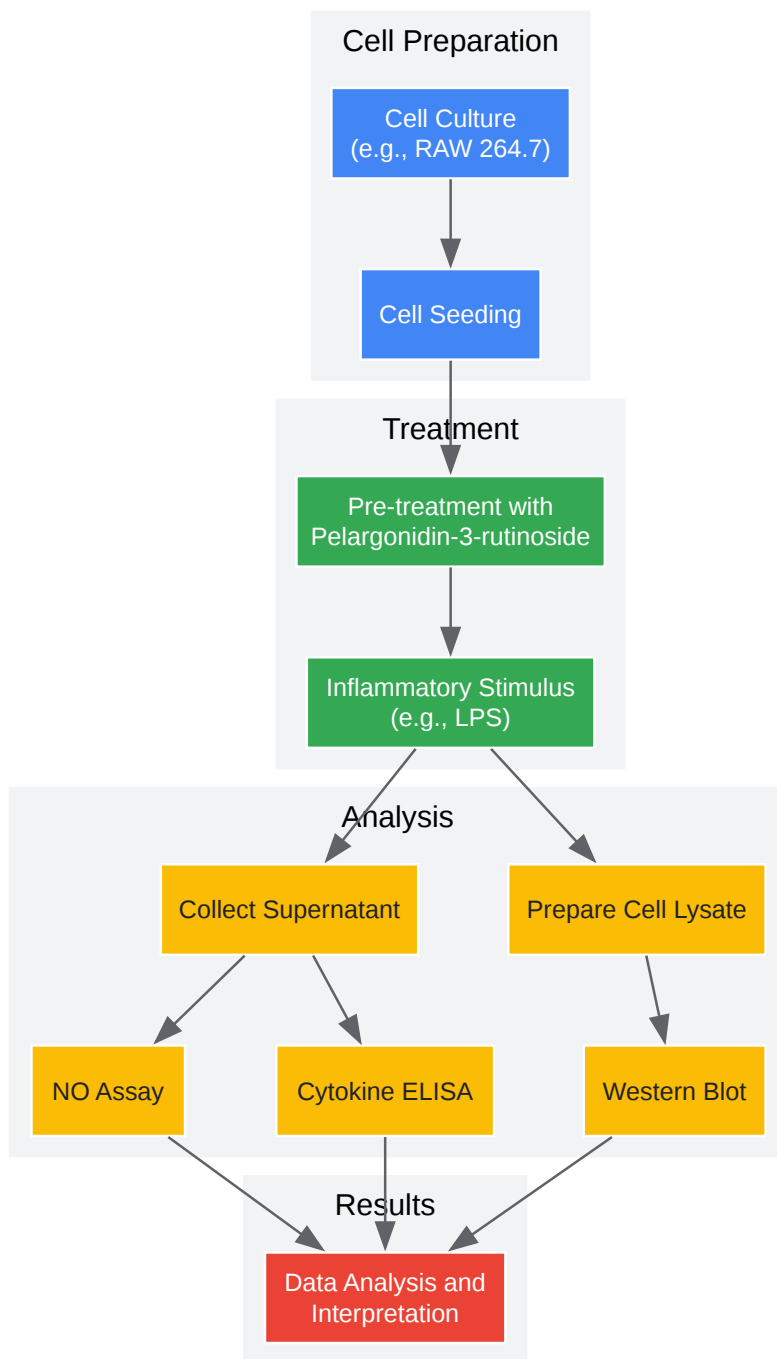 Cell Preparation
Cell Culture
(e.g., RAW 264.7)
Cell Seeding
Treatment
Pre-treatment with
Pelargonidin-3-rutinoside
Inflammatory Stimulus
(e.g., LPS)
Analysis
Collect Supernatant
Prepare Cell Lysate
NO Assay
Cytokine ELISA
Western Blot
Results
Data Analysis and
Interpretation